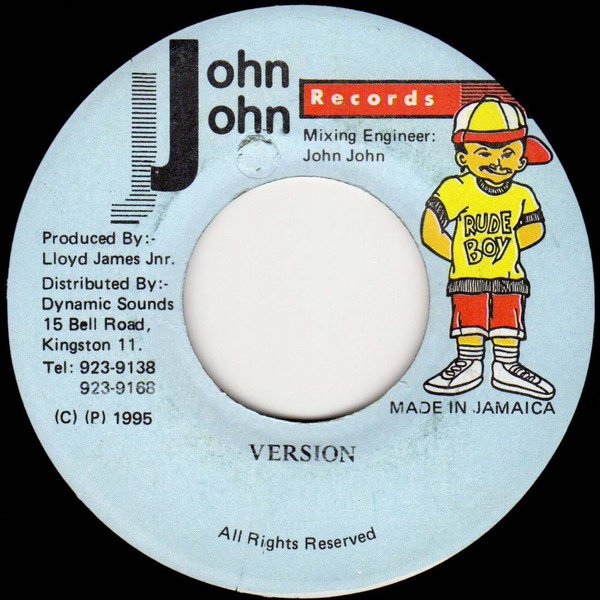 John
John
Records
Mixing Engineer:
John John
RUDE
BOY
Produced By:-
Lloyd James Jnr.
Distributed By:-
Dynamic Sounds
15 Bell Road,
Kingston 11.
Tel: 923-9138
923-9168
(C) (P) 1995
MADE IN JAMAICA
VERSION
All Rights Reserved